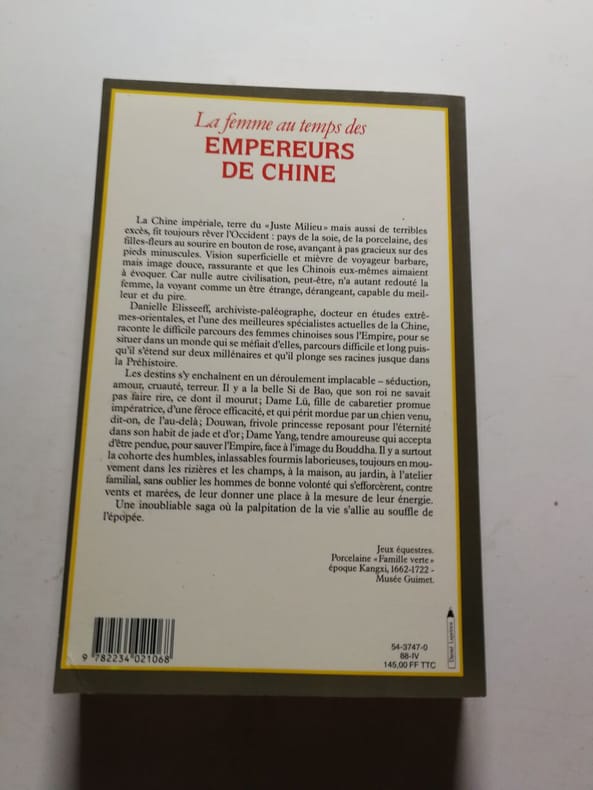 La femme au temps des
EMPEREURS
DE CHINE
La Chine impériale, terre du «Juste Milieu» mais aussi de terribles
excès, fit toujours rêver l'Occident : pays de la soie, de la porcelaine, des
filles-fleurs au sourire en bouton de rose, avançant à pas gracieux sur des
pieds minuscules. Vision superficielle et mièvre de voyageur barbare,
mais image douce, rassurante et que les Chinois eux-mêmes aimaient
à évoquer. Car nulle autre civilisation, peut-être, n'a autant redouté la
femme, la voyant comme un être étrange, dérangeant, capable du meil-
leur et du pire.
Danielle Elisseeff, archiviste-paléographe, docteur en études extrê-
mes-orientales, et l'une des meilleures spécialistes actuelles de la Chine,
raconte le difficile parcours des femmes chinoises sous l'Empire, pour se
situer dans un monde qui se méfiait d'elles, parcours difficile et long puis-
qu'il s'étend sur deux millénaires et qu'il plonge ses racines jusque dans
la Préhistoire.
Les destins s'y enchaînent en un déroulement implacable – séduction,
amour, cruauté, terreur. Il y a la belle Si de Bao, que son roi ne savait
pas faire rire, ce dont il mourut; Dame Lü, fille de cabaretier promue
impératrice, d'une féroce efficacité, et qui périt mordue par un chien venu,
dit-on, de l'au-delà; Douwan, frivole princesse reposant pour l'éternité
dans son habit de jade et d'or; Dame Yang, tendre amoureuse qui accepta
d'être pendue, pour sauver l'Empire, face à l'image du Bouddha. Il y a surtout
la cohorte des humbles, inlassables fourmis laborieuses, toujours en mou-
vement dans les rizières et les champs, à la maison, au jardin, à l'atelier
familial, sans oublier les hommes de bonne volonté qui s'efforcèrent, contre
vents et marées, de leur donner une place à la mesure de leur énergie.
Une inoubliable saga où la palpitation de la vie s'allie au souffle de
l'épopée.
Jeux équestres.
Porcelaine «Famille verte»
époque Kangxi, 1662-1722 -
Musée Guimet.
9 782234 021068
54-3747-0
88-IV
145,00 FF TTC